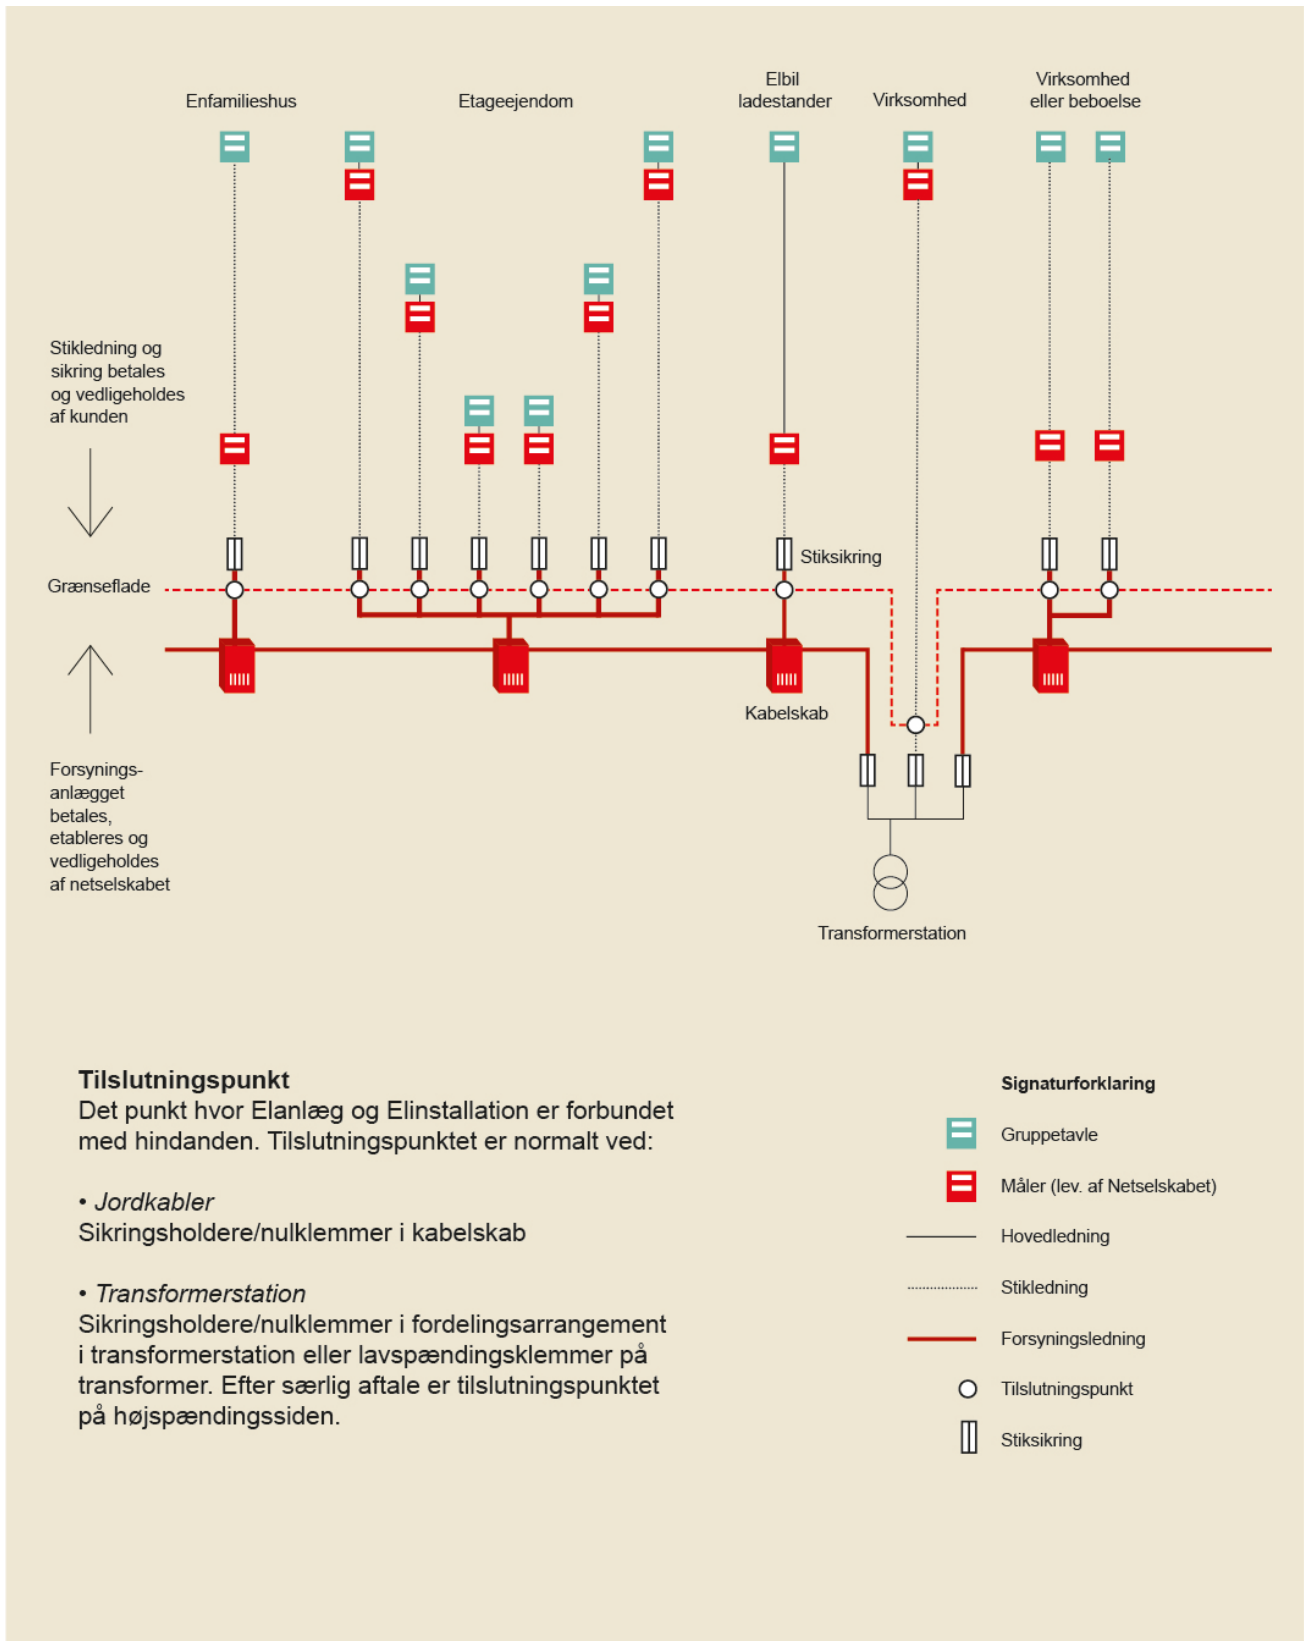 Enfamilieshus
Etageejendom
Elbil
ladestander
Virksomhed
Virksomhed
eller beboelse
Stikledning og
sikring betales
og vedligeholdes
af kunden
Stiksikring
Grænseflade
Kabelskab
Forsynings-
anlægget
betales,
etableres og
vedligeholdes
af netselskabet
Transformerstation
Tilslutningspunkt
Det punkt hvor Elanlæg og Elinstallation er forbundet
med hindanden. Tilslutningspunktet er normalt ved:
• Jordkabler
Sikringsholdere/nulklemmer i kabelskab
• Transformerstation
Sikringsholdere/nulklemmer i fordelingsarrangement
i transformerstation eller lavspændingsklemmer på
transformer. Efter særlig aftale er tilslutningspunktet
på højspændingssiden.
Signaturforklaring
Gruppetavle
Måler (lev. af Netselskabet)
Hovedledning
Stikledning
Forsyningsledning
Tilslutningspunkt
Stiksikring